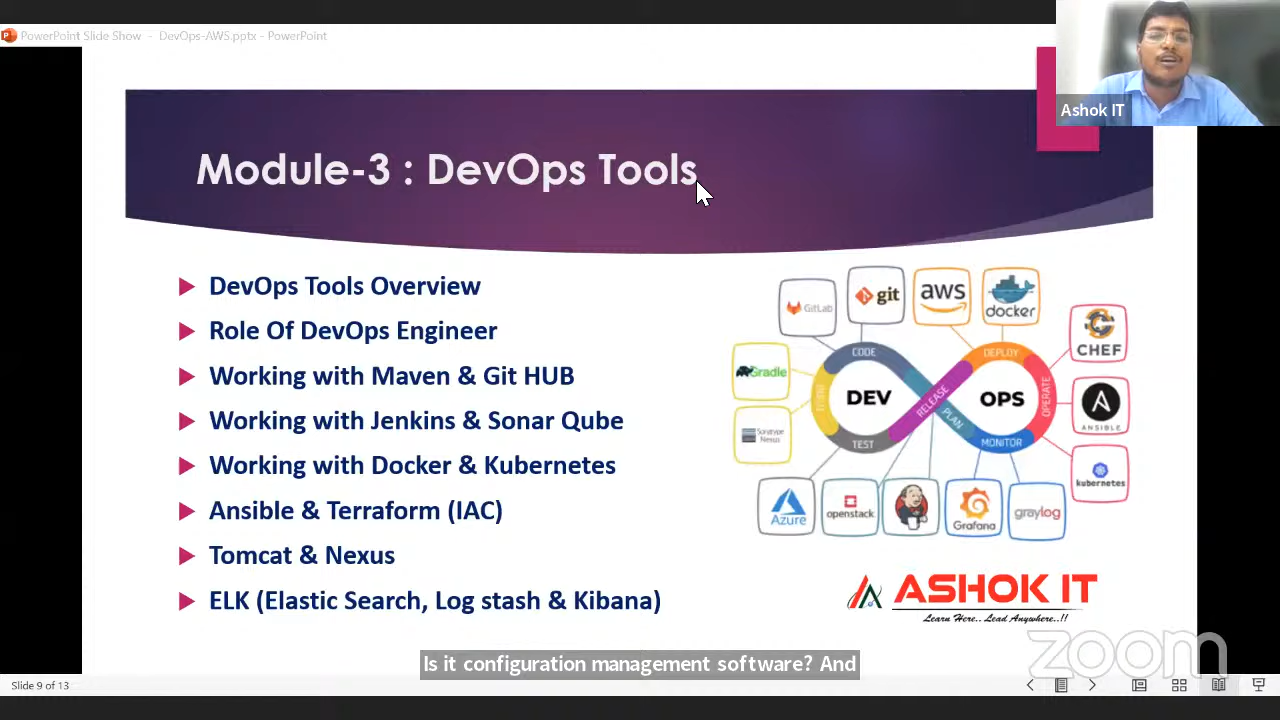 PowerPoint Slide Show - DevOps-AWS.pptx - PowerPoint
Ashok IT
Module-3 : DevOps Tools
DevOps Tools Overview
Role Of DevOps Engineer
Working with Maven & Git HUB
Working with Jenkins & Sonar Qube
Working with Docker & Kubernetes
Ansible & Terraform (IAC)
Tomcat & Nexus
ELK (Elastic Search, Log stash & Kibana)
GitLab
git
aws
docker
CHEF
Gradle
CODE
DEPLOY
DEV
OPS
RELEASE
PLAN
OPERATE
ANSIBLE
Sonatype
Nexus
TEST
MONITOR
kubernetes
Azure
openstack
Grafana
graylog
ASHOK IT
Learn Here.. Lead Anywhere..!!
zoom
Is it configuration management software? And
Slide 9 of 13